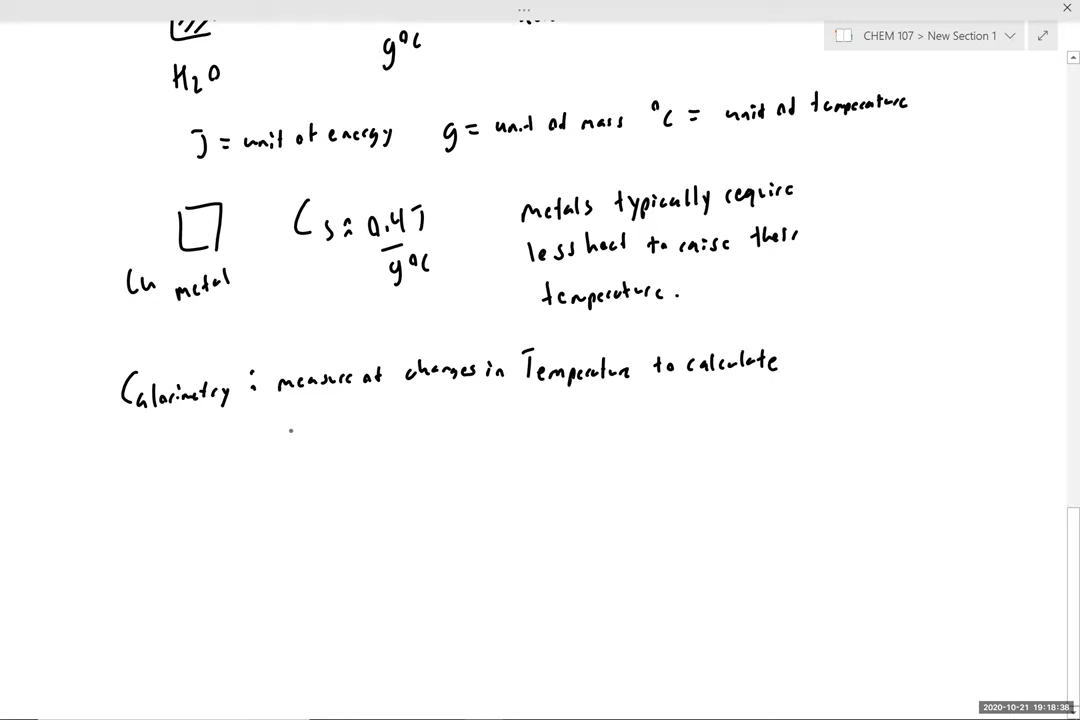 CHEM 107 > New Section 1
g°C
H2O
J = unit of energy g = unit of mass °C = unit of temperature
Cs ≈ 0.4 J
g°C
Cu metal
metals typically require
less heat to raise their
temperature.
Calorimetry : measure of changes in Temperature to calculate
2020-10-21 19:18:38